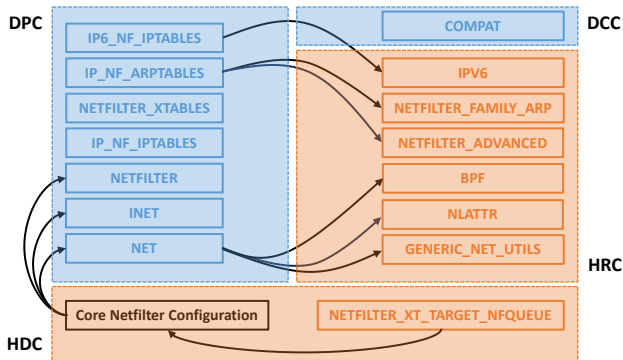 DPC
IP6_NF_IPTABLES
IP_NF_ARPTABLES
NETFILTER_XTABLES
IP_NF_IPTABLES
NETFILTER
INET
NET
COMPAT
DCC
IPV6
NETFILTER_FAMILY_ARP
NETFILTER_ADVANCED
BPF
NLATTR
GENERIC_NET_UTILS
HRC
Core Netfilter Configuration
NETFILTER_XT_TARGET_NFQUEUE
HDC